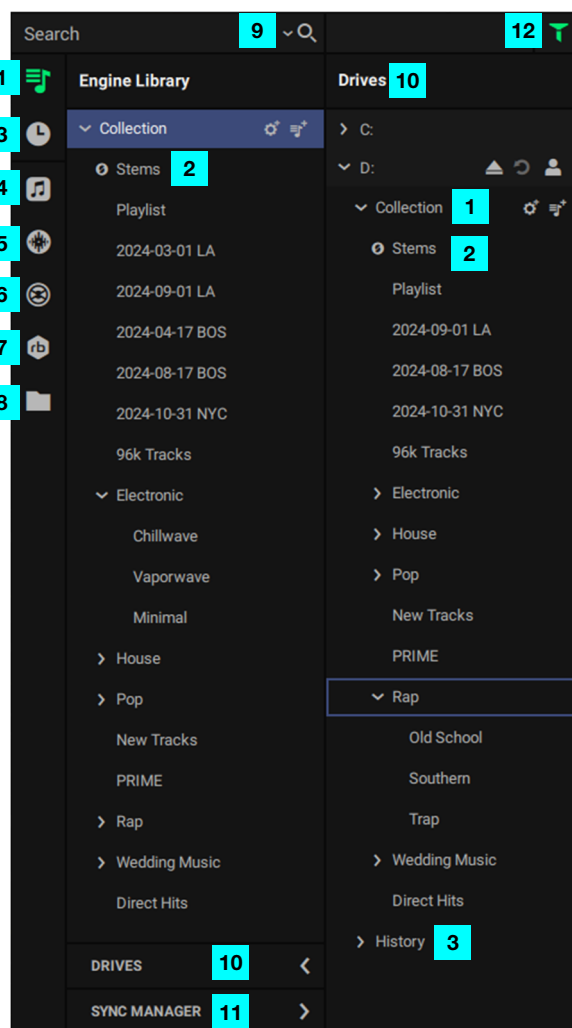 Search 9 12
1 Engine Library
3 Collection
Stems 2
4 Playlist
5 2024-03-01 LA
6 2024-09-01 LA
7 2024-04-17 BOS
2024-08-17 BOS
8 2024-10-31 NYC
96k Tracks
Electronic
Chillwave
Vaporwave
Minimal
House
Pop
New Tracks
PRIME
Rap
Wedding Music
Direct Hits
DRIVES 10
SYNC MANAGER 11
Drives 10
C:
D:
Collection 1
Stems 2
Playlist
2024-09-01 LA
2024-08-17 BOS
2024-10-31 NYC
96k Tracks
Electronic
House
Pop
New Tracks
PRIME
Rap
Old School
Southern
Trap
Wedding Music
Direct Hits
History 3
rb